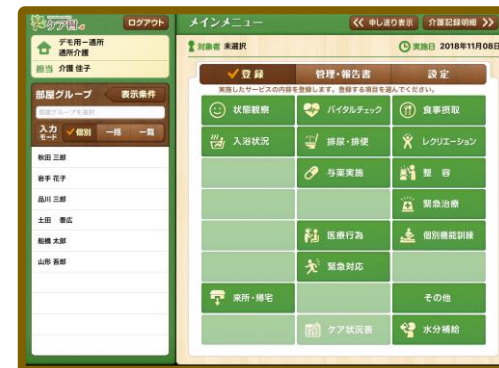 ケア樹。
ログアウト
デモ用-通所
通所介護
担当 介護 佳子
部屋グループ
表示条件
部屋グループを選択
入力
モード
個別
一括
一覧
秋田 三郎
岩手 花子
品川 三郎
土田 泰広
船橋 太郎
山形 吾郎
メインメニュー
申し送り表示
介護記録明細
対象者 未選択
実施日 2018年11月08日
登録
管理・報告書
設定
実施したサービスの内容を登録します。登録する項目を選んでください。
状態観察
バイタルチェック
食事摂取
入浴状況
排尿・排便
レクリエーション
与薬実施
整容
緊急治療
医療行為
個別機能訓練
緊急対応
来所・帰宅
その他
ケア状況表
水分補給